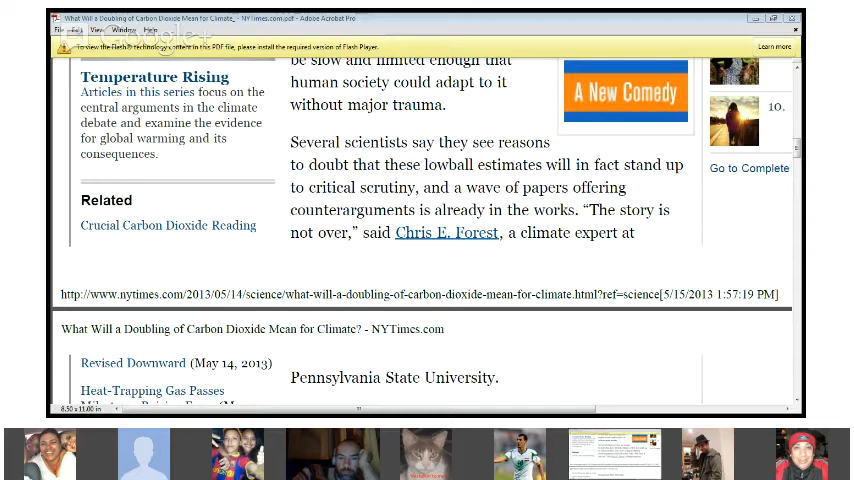 What Will a Doubling of Carbon Dioxide Mean for Climate_ - NYTimes.com.pdf - Adobe Acrobat Pro
File Edit View Window Help
Google+
To view the Flash® technology content in this PDF file, please install the required version of Flash Player.
Learn more
Temperature Rising
Articles in this series focus on the
central arguments in the climate
debate and examine the evidence
for global warming and its
consequences.
Related
Crucial Carbon Dioxide Reading
be slow and limited enough that
human society could adapt to it
without major trauma.
Several scientists say they see reasons
to doubt that these lowball estimates will in fact stand up
to critical scrutiny, and a wave of papers offering
counterarguments is already in the works. “The story is
not over,” said Chris E. Forest, a climate expert at
A New Comedy
10.
Go to Complete
http://www.nytimes.com/2013/05/14/science/what-will-a-doubling-of-carbon-dioxide-mean-for-climate.html?ref=science[5/15/2013 1:57:19 PM]
What Will a Doubling of Carbon Dioxide Mean for Climate? - NYTimes.com
Revised Downward (May 14, 2013)
Heat-Trapping Gas Passes
Pennsylvania State University.
8.50 x 11.00 in